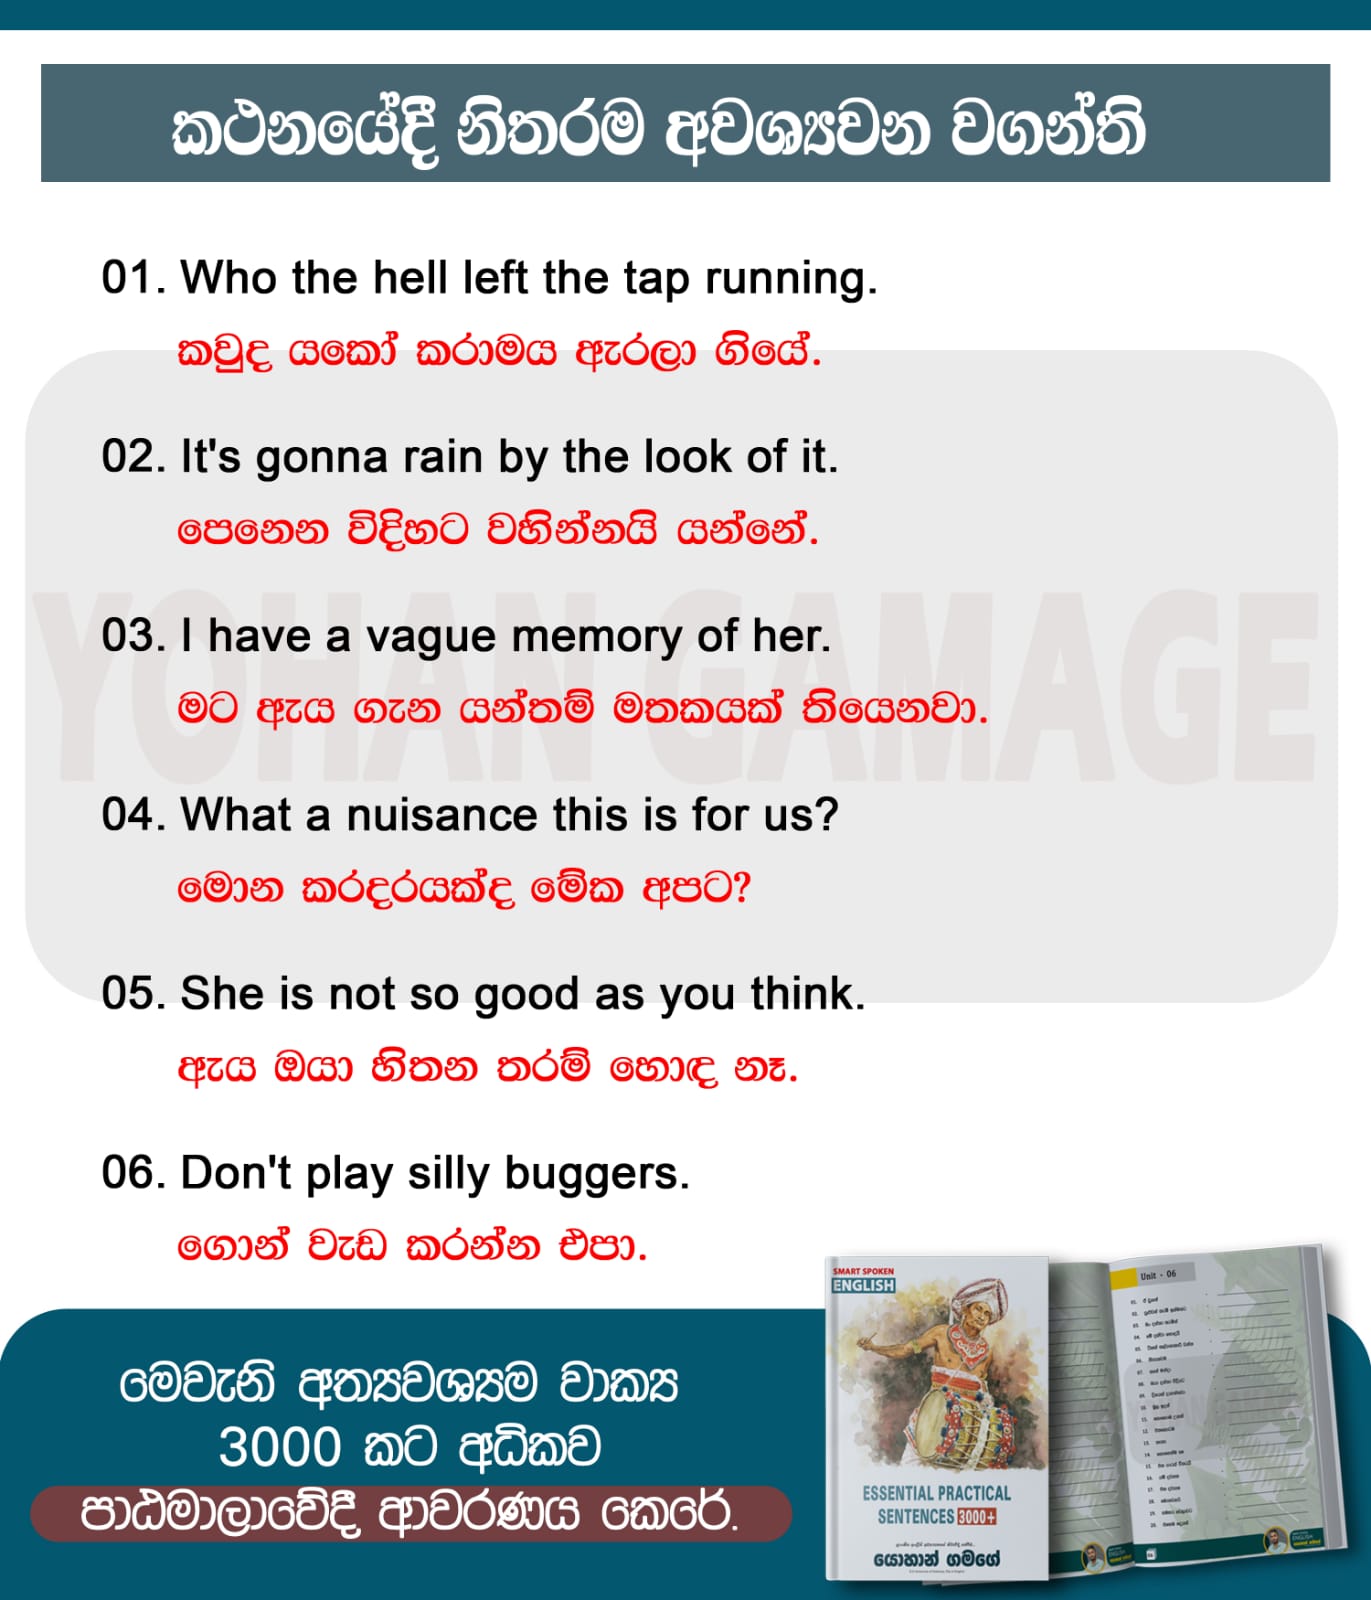 කථනයේදී නිතරම අවශ්‍යවන වගන්ති
01. Who the hell left the tap running.
කවුද යකෝ කරාමය ඇරලා ගියේ.
02. It's gonna rain by the look of it.
පෙනෙන විදිහට වහින්නයි යන්නේ.
YOHAN GAMAGE
03. I have a vague memory of her.
මට ඇය ගැන යන්තම් මතකයක් තියෙනවා.
04. What a nuisance this is for us?
මොන කරදරයක්ද මේක අපට?
05. She is not so good as you think.
ඇය ඔයා හිතන තරම් හොඳ නෑ.
06. Don't play silly buggers.
ගොන් වැඩ කරන්න එපා.
මෙවැනි අත්‍යවශ්‍යම වාක්‍ය
3000 කට අධිකව
පාඨමාලාවේදී ආවරණය කෙරේ.
SMART SPOKEN
ENGLISH
ESSENTIAL PRACTICAL
SENTENCES 3000+
යොහාන් ගමගේ
Unit - 06